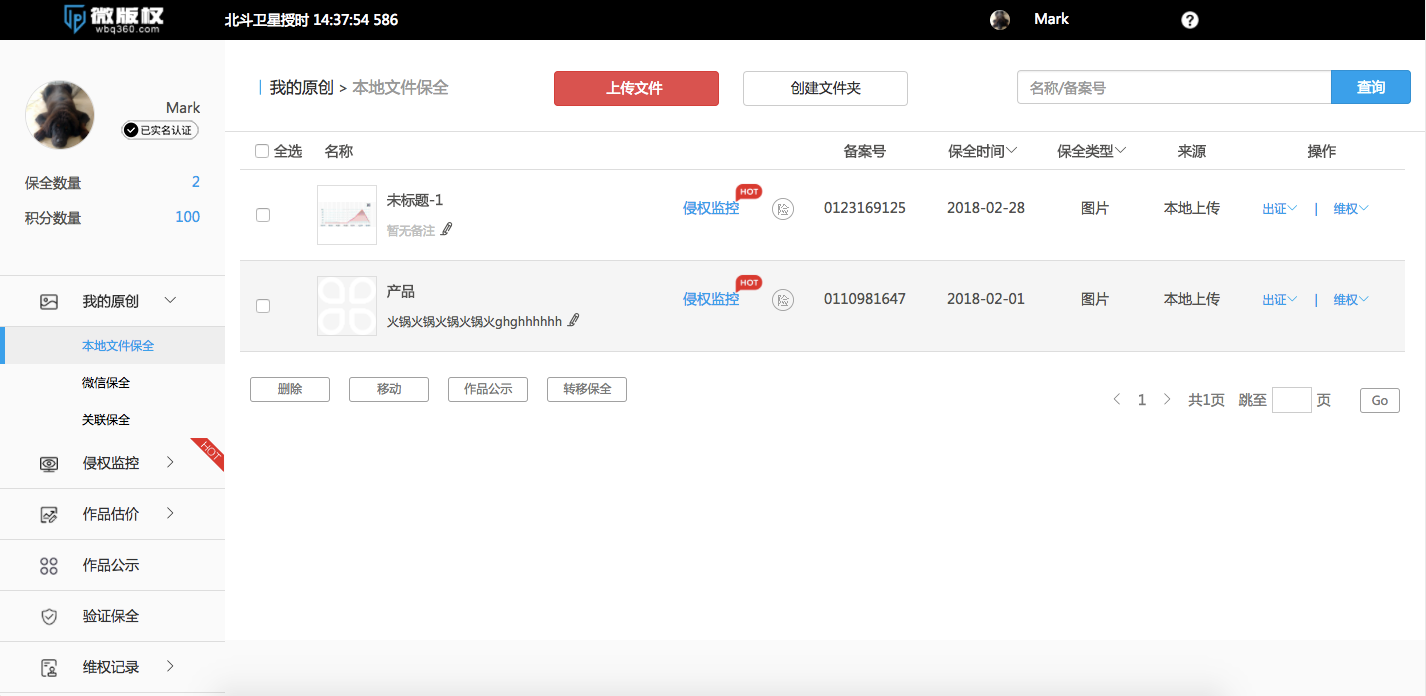 微版权
wbq360.com
北斗卫星授时 14:37:54 586
Mark
?
Mark
已实名认证
保全数量 2
积分数量 100
我的原创
本地文件保全
微信保全
关联保全
侵权监控
HOT
作品估价
作品公示
验证保全
维权记录
我的原创 > 本地文件保全
上传文件
创建文件夹
名称/备案号
查询
全选 名称 备案号 保全时间 保全类型 来源 操作
未标题-1
暂无备注
侵权监控 HOT 险 0123169125 2018-02-28 图片 本地上传 出证 | 维权
产品
火锅火锅火锅火锅火ghghhhhhh
侵权监控 HOT 险 0110981647 2018-02-01 图片 本地上传 出证 | 维权
删除 移动 作品公示 转移保全
< 1 > 共1页 跳至 页 Go